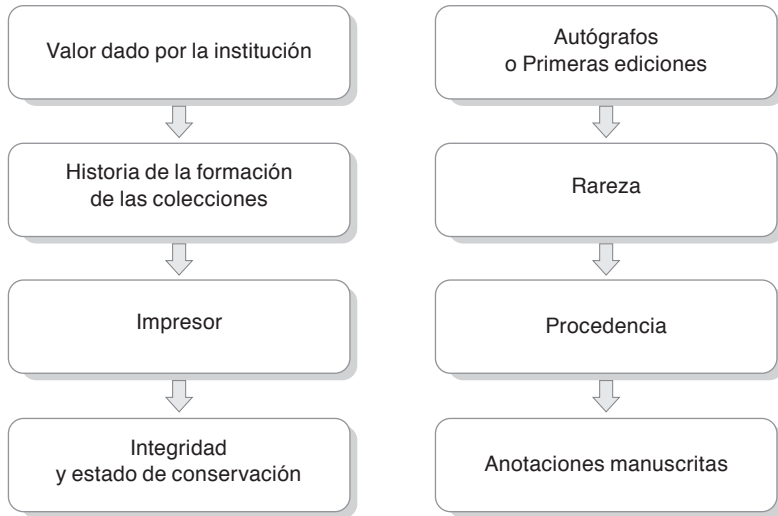 Valor dado por la institución
Historia de la formación
de las colecciones
Impresor
Integridad
y estado de conservación
Autógrafos
o Primeras ediciones
Rareza
Procedencia
Anotaciones manuscritas